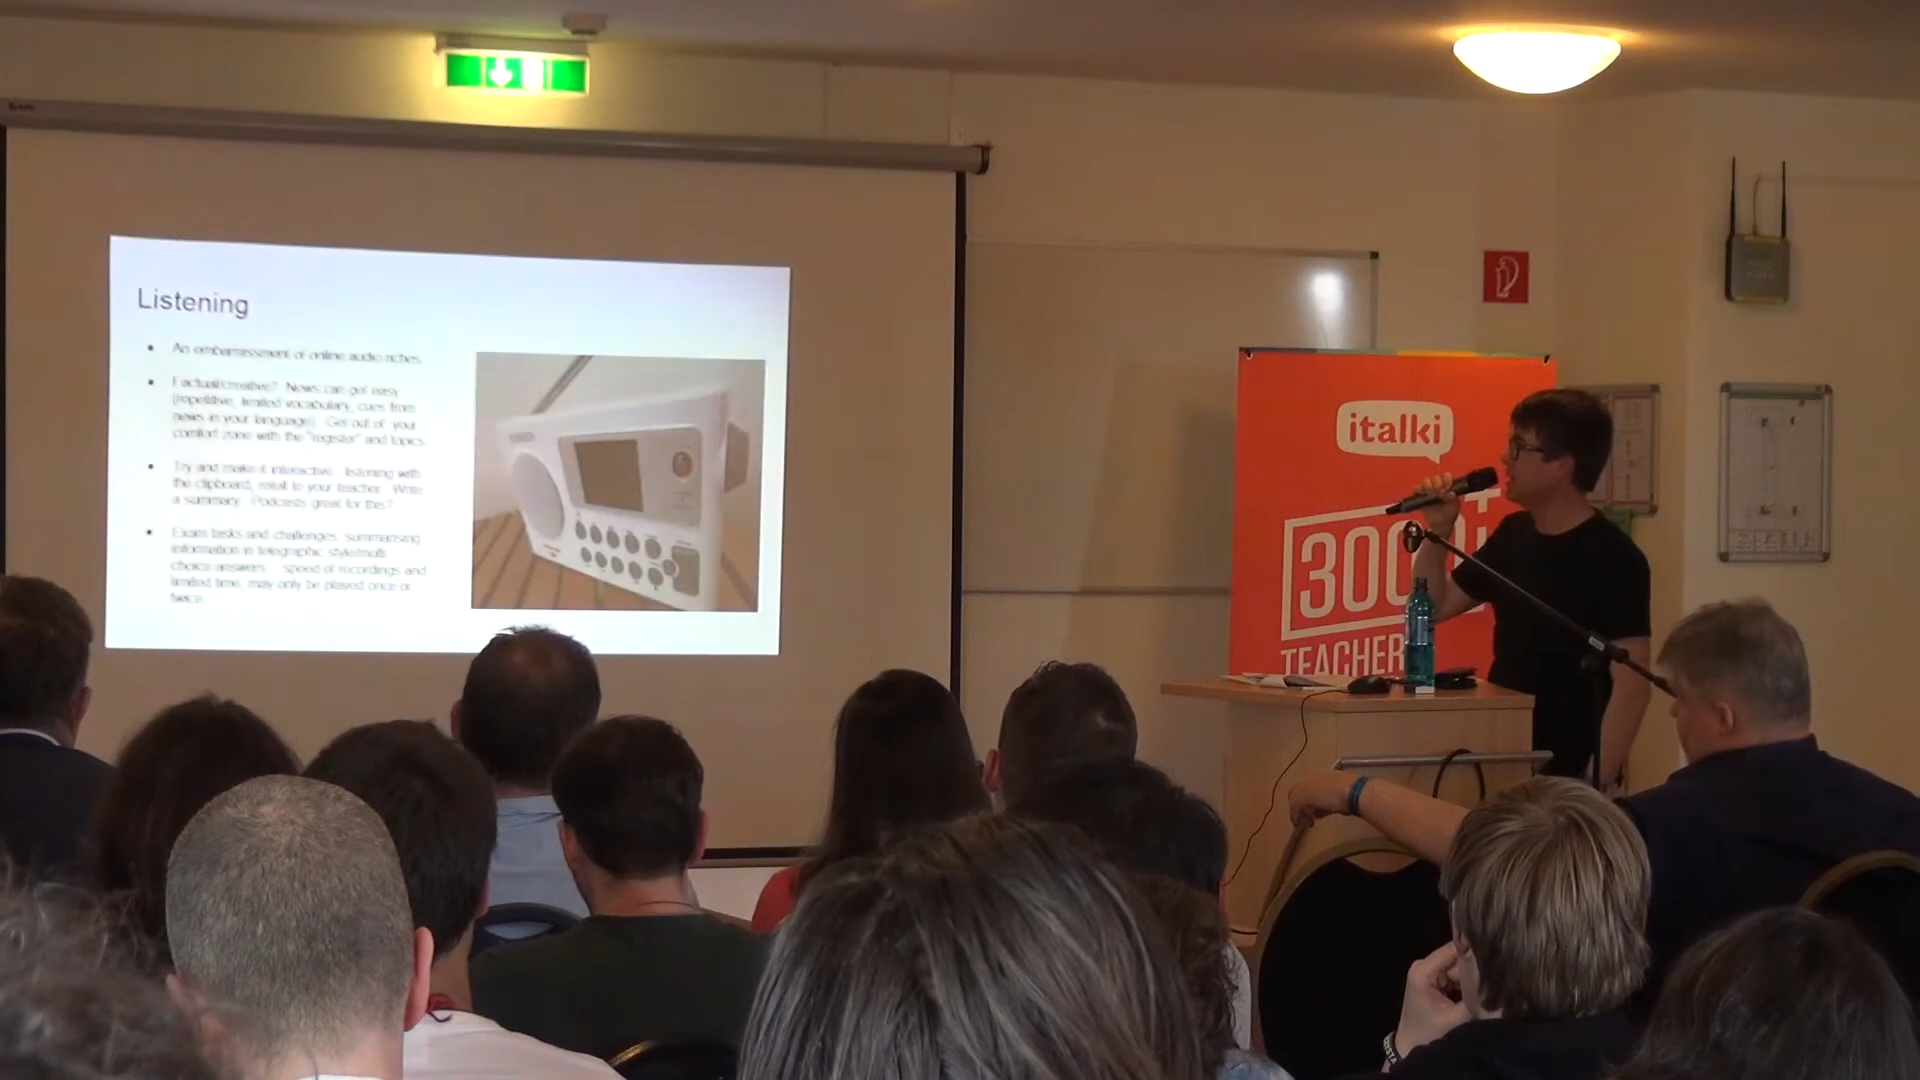 Listening
An embarrassment of online audio riches.
Factual/creative? News can get easy
(repetitive, limited vocabulary, cues from
news in your language). Get out of your
comfort zone with the "register" and topics.
Try and make it interactive: listening with
the clipboard, retell to your teacher. Write
a summary. Podcasts great for this?
Exam tasks and challenges: summarising
information in telegraphic style/multi
choice answers. speed of recordings and
limited time, may only be played once or
twice.
italki
300
TEACHER